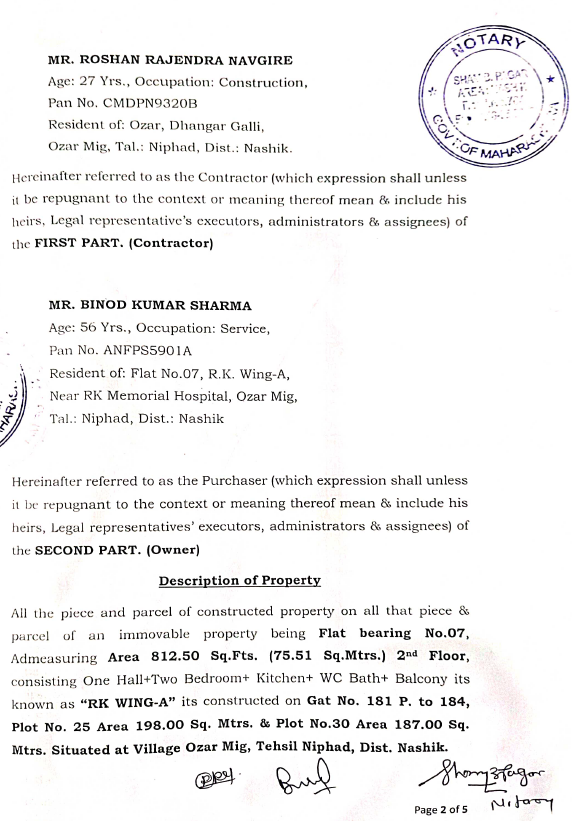 NOTARY
GOVT. OF MAHARA
MR. ROSHAN RAJENDRA NAVGIRE
Age: 27 Yrs., Occupation: Construction,
Pan No. CMDPN9320B
Resident of: Ozar, Dhangar Galli,
Ozar Mig, Tal.: Niphad, Dist.: Nashik.
Hereinafter referred to as the Contractor (which expression shall unless
it be repugnant to the context or meaning thereof mean & include his
heirs, Legal representative's executors, administrators & assignees) of
the FIRST PART. (Contractor)
MR. BINOD KUMAR SHARMA
Age: 56 Yrs., Occupation: Service,
Pan No. ANFPS5901A
Resident of: Flat No.07, R.K. Wing-A,
Near RK Memorial Hospital, Ozar Mig,
Tal.: Niphad, Dist.: Nashik
Hereinafter referred to as the Purchaser (which expression shall unless
it be repugnant to the context or meaning thereof mean & include his
heirs, Legal representatives' executors, administrators & assignees) of
the SECOND PART. (Owner)
Description of Property
All the piece and parcel of constructed property on all that piece &
parcel of an immovable property being Flat bearing No.07,
Admeasuring Area 812.50 Sq.Fts. (75.51 Sq.Mtrs.) 2nd Floor,
consisting One Hall+Two Bedroom+ Kitchen+ WC Bath+ Balcony its
known as "RK WING-A" its constructed on Gat No. 181 P. to 184,
Plot No. 25 Area 198.00 Sq. Mtrs. & Plot No.30 Area 187.00 Sq.
Mtrs. Situated at Village Ozar Mig, Tehsil Niphad, Dist. Nashik.
Page 2 of 5